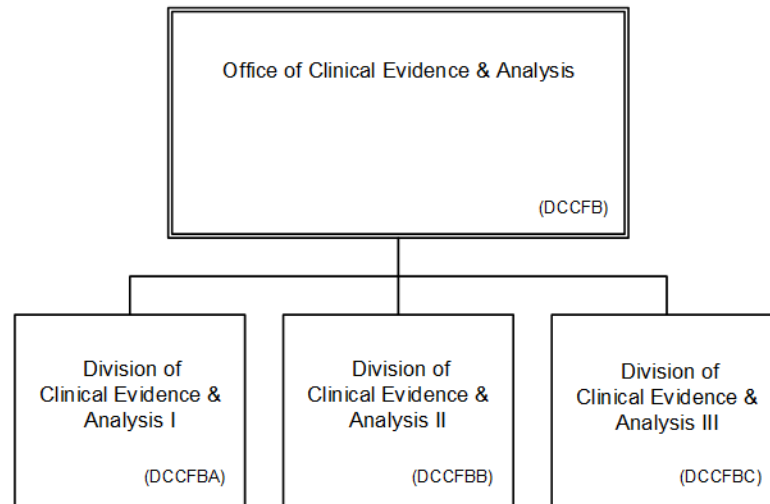 Office of Clinical Evidence & Analysis
(DCCFB)
Division of
Clinical Evidence &
Analysis I
(DCCFBA)
Division of
Clinical Evidence &
Analysis II
(DCCFBB)
Division of
Clinical Evidence &
Analysis III
(DCCFBC)